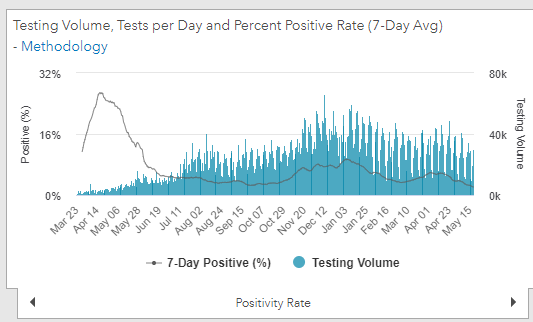 Testing Volume, Tests per Day and Percent Positive Rate (7-Day Avg)
- Methodology
32%
80k
Positive (%)
16%
40k
Testing Volume
0%
0k
Mar 23
Apr 14
May 06
May 28
Jun 19
Jul 11
Aug 02
Aug 24
Sep 15
Oct 07
Oct 29
Nov 20
Dec 12
Jan 03
Jan 25
Feb 16
Mar 10
Apr 01
Apr 23
May 15
7-Day Positive (%)
Testing Volume
Positivity Rate